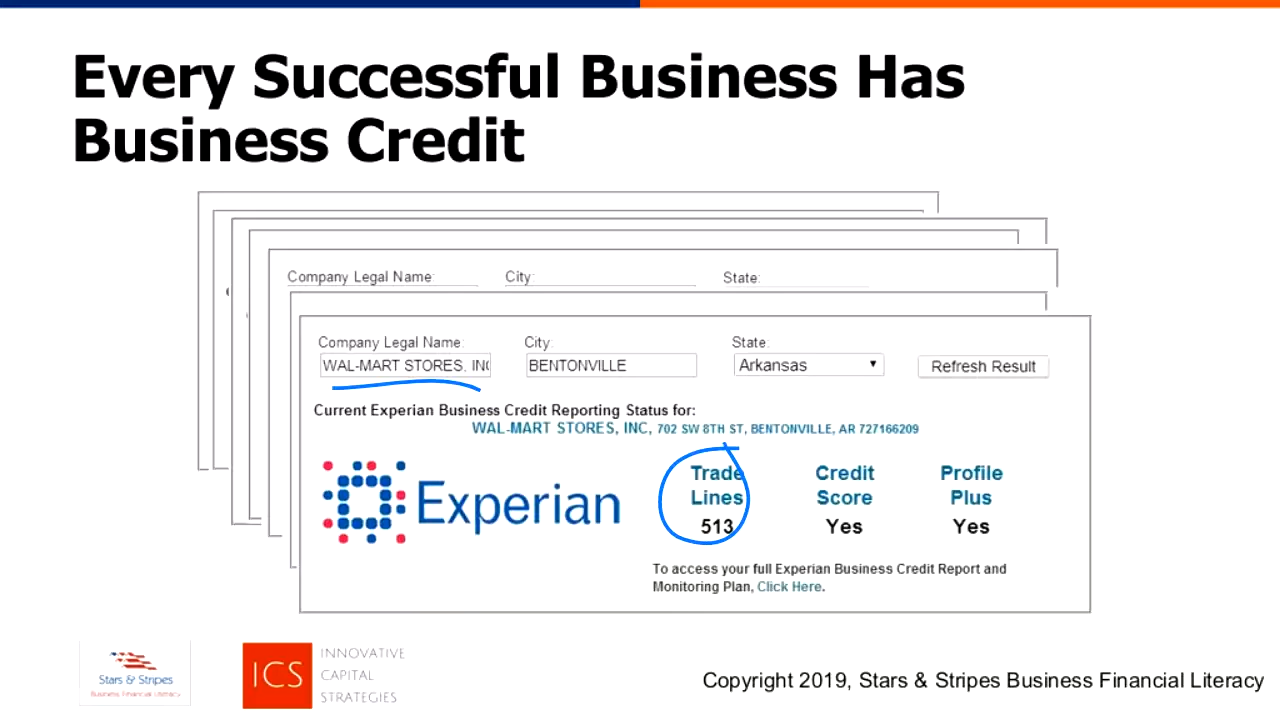 Every Successful Business Has
Business Credit
Company Legal Name: City: State:
Company Legal Name: City: State:
WAL-MART STORES, INC BENTONVILLE Arkansas Refresh Result
Current Experian Business Credit Reporting Status for:
WAL-MART STORES, INC, 702 SW 8TH ST, BENTONVILLE, AR 727166209
Experian
Trade Credit Profile
Lines Score Plus
513 Yes Yes
To access your full Experian Business Credit Report and
Monitoring Plan, Click Here.
Stars & Stripes
Business Financial Literacy
ICS
INNOVATIVE
CAPITAL
STRATEGIES
Copyright 2019, Stars & Stripes Business Financial Literacy